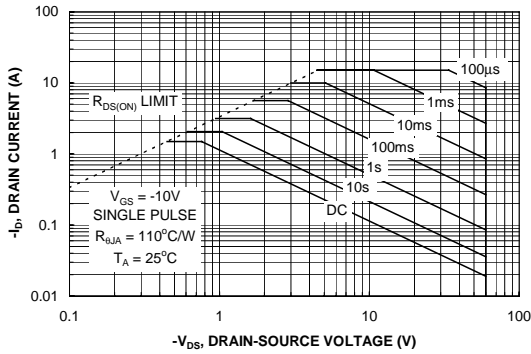 -I_D, DRAIN CURRENT (A)
100
10
1
0.1
0.01
R_DS(ON) LIMIT
100μs
1ms
10ms
100ms
1s
10s
DC
V_GS = -10V
SINGLE PULSE
R_θJA = 110°C/W
T_A = 25°C
0.1
1
10
100
-V_DS, DRAIN-SOURCE VOLTAGE (V)